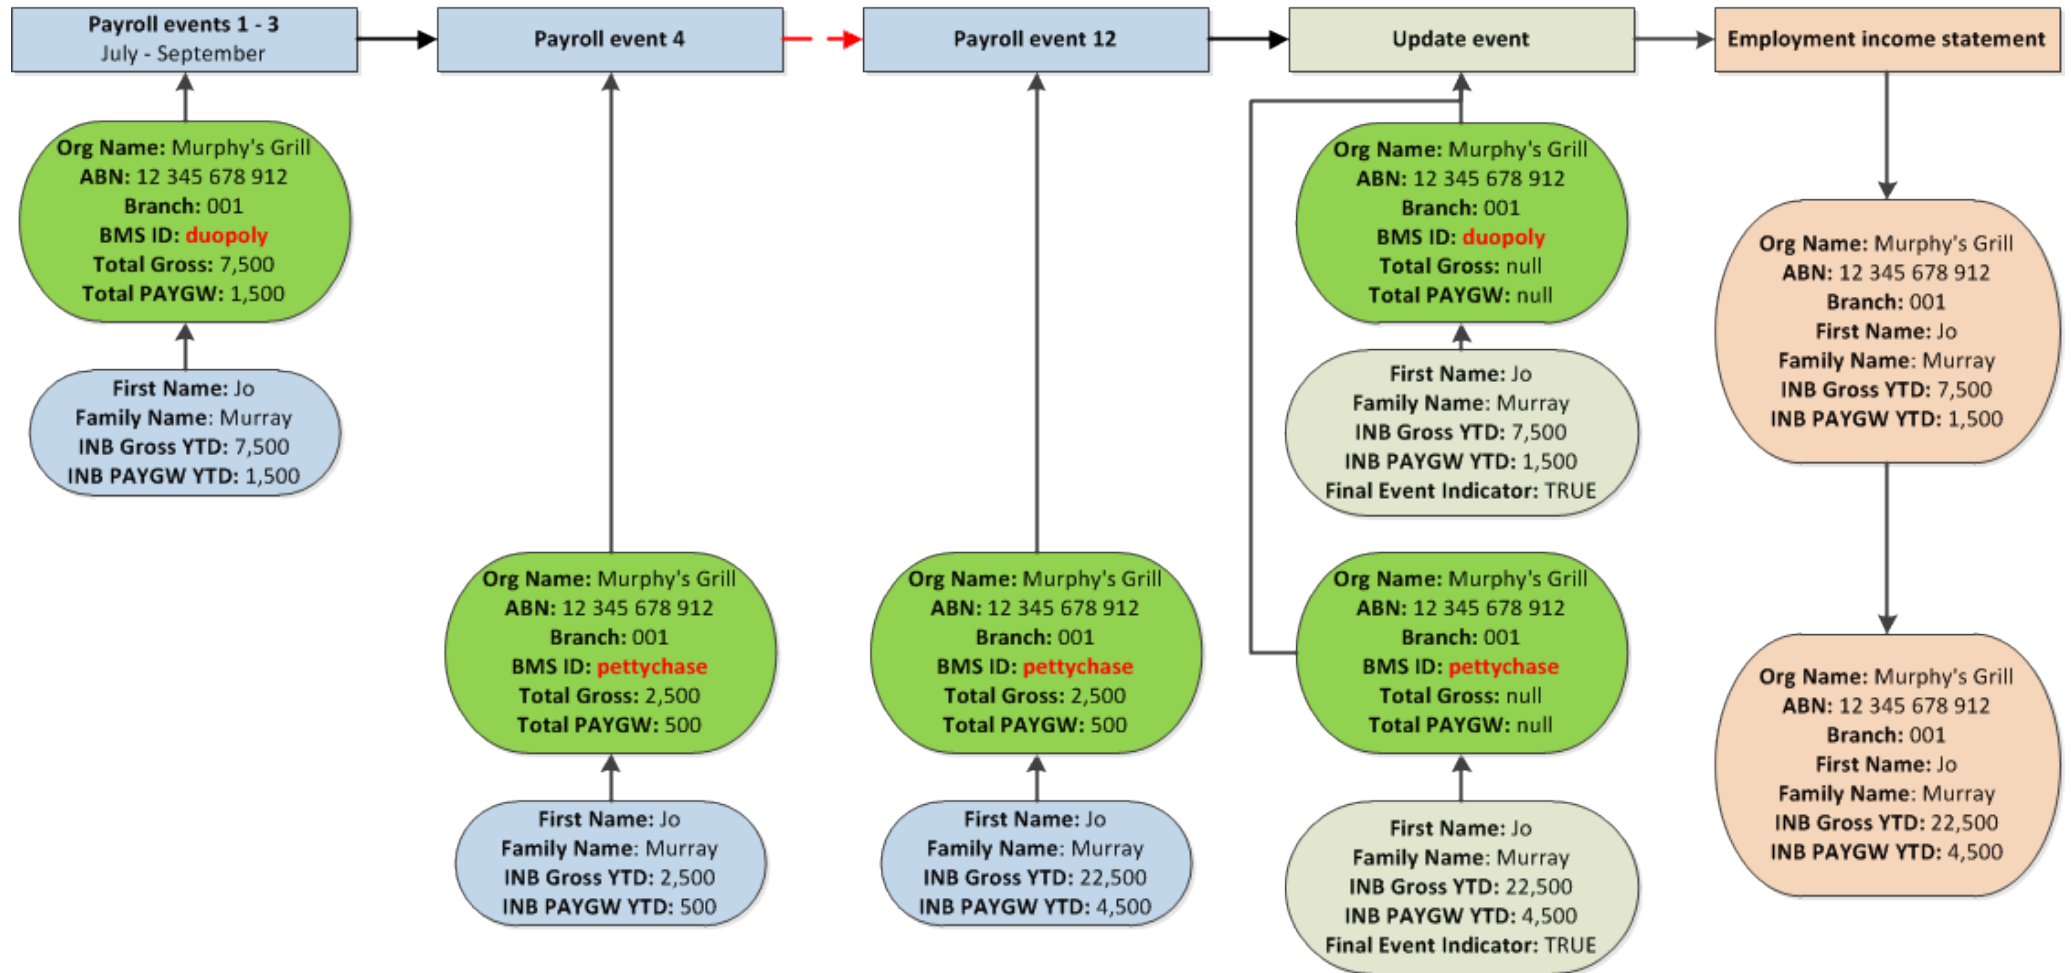 Payroll events 1 - 3
July - September
Payroll event 4
Payroll event 12
Update event
Employment income statement
Org Name: Murphy's Grill
ABN: 12 345 678 912
Branch: 001
BMS ID: duopoly
Total Gross: 7,500
Total PAYGW: 1,500
First Name: Jo
Family Name: Murray
INB Gross YTD: 7,500
INB PAYGW YTD: 1,500
Org Name: Murphy's Grill
ABN: 12 345 678 912
Branch: 001
BMS ID: pettychase
Total Gross: 2,500
Total PAYGW: 500
First Name: Jo
Family Name: Murray
INB Gross YTD: 2,500
INB PAYGW YTD: 500
Org Name: Murphy's Grill
ABN: 12 345 678 912
Branch: 001
BMS ID: pettychase
Total Gross: 2,500
Total PAYGW: 500
First Name: Jo
Family Name: Murray
INB Gross YTD: 22,500
INB PAYGW YTD: 4,500
Org Name: Murphy's Grill
ABN: 12 345 678 912
Branch: 001
BMS ID: duopoly
Total Gross: null
Total PAYGW: null
First Name: Jo
Family Name: Murray
INB Gross YTD: 7,500
INB PAYGW YTD: 1,500
Final Event Indicator: TRUE
Org Name: Murphy's Grill
ABN: 12 345 678 912
Branch: 001
BMS ID: pettychase
Total Gross: null
Total PAYGW: null
First Name: Jo
Family Name: Murray
INB Gross YTD: 22,500
INB PAYGW YTD: 4,500
Final Event Indicator: TRUE
Org Name: Murphy's Grill
ABN: 12 345 678 912
Branch: 001
First Name: Jo
Family Name: Murray
INB Gross YTD: 7,500
INB PAYGW YTD: 1,500
Org Name: Murphy's Grill
ABN: 12 345 678 912
Branch: 001
First Name: Jo
Family Name: Murray
INB Gross YTD: 22,500
INB PAYGW YTD: 4,500